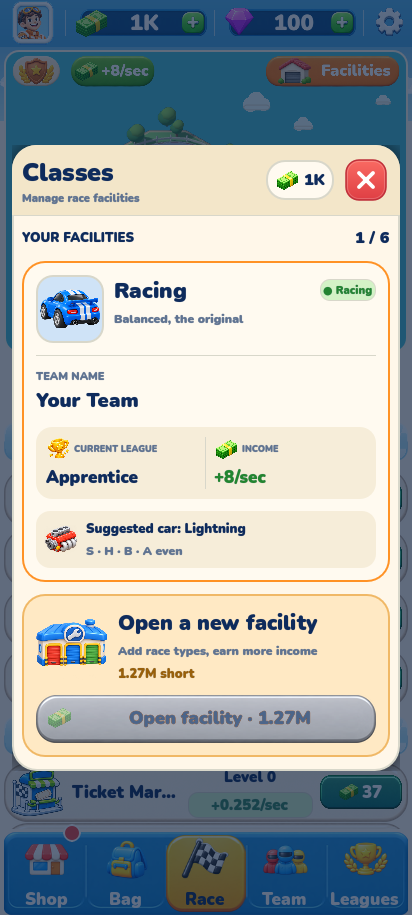 1K
100
+8/sec
Facilities
Classes
Manage race facilities
1K
YOUR FACILITIES
1 / 6
Racing
Racing
Balanced, the original
TEAM NAME
Your Team
CURRENT LEAGUE
INCOME
Apprentice
+8/sec
Suggested car: Lightning
S · H · B · A even
Open a new facility
Add race types, earn more income
1.27M short
Open facility · 1.27M
Level 0
Ticket Mar...
37
+0.252/sec
Shop
Bag
Race
Team
Leagues